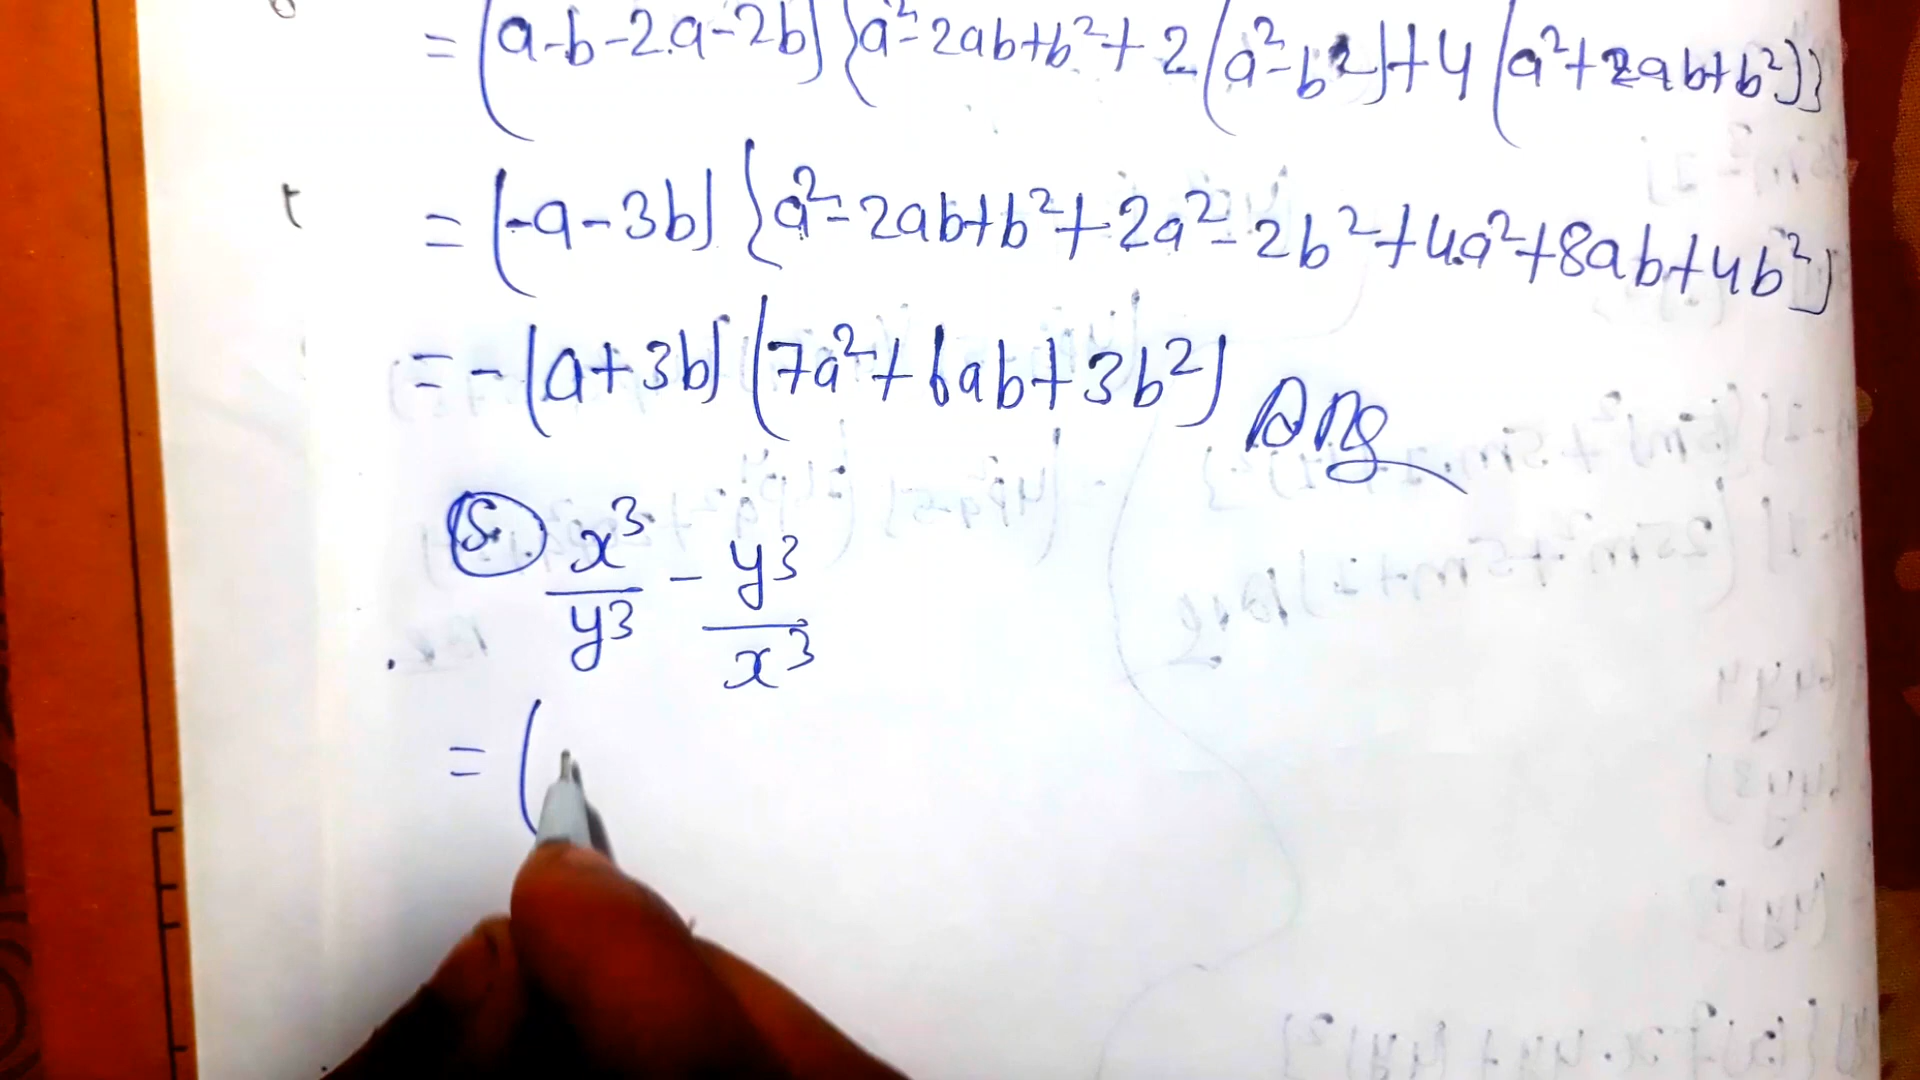 = (a-b-2a-2b) {a²-2ab+b²+2(a²-b²)+4(a²+2ab+b²)}
= (-a-3b) {a²-2ab+b²+2a²-2b²+4a²+8ab+4b²}
= -(a+3b) (7a²+6ab+3b²) Ans
5. x³/y³ - y³/x³
= (